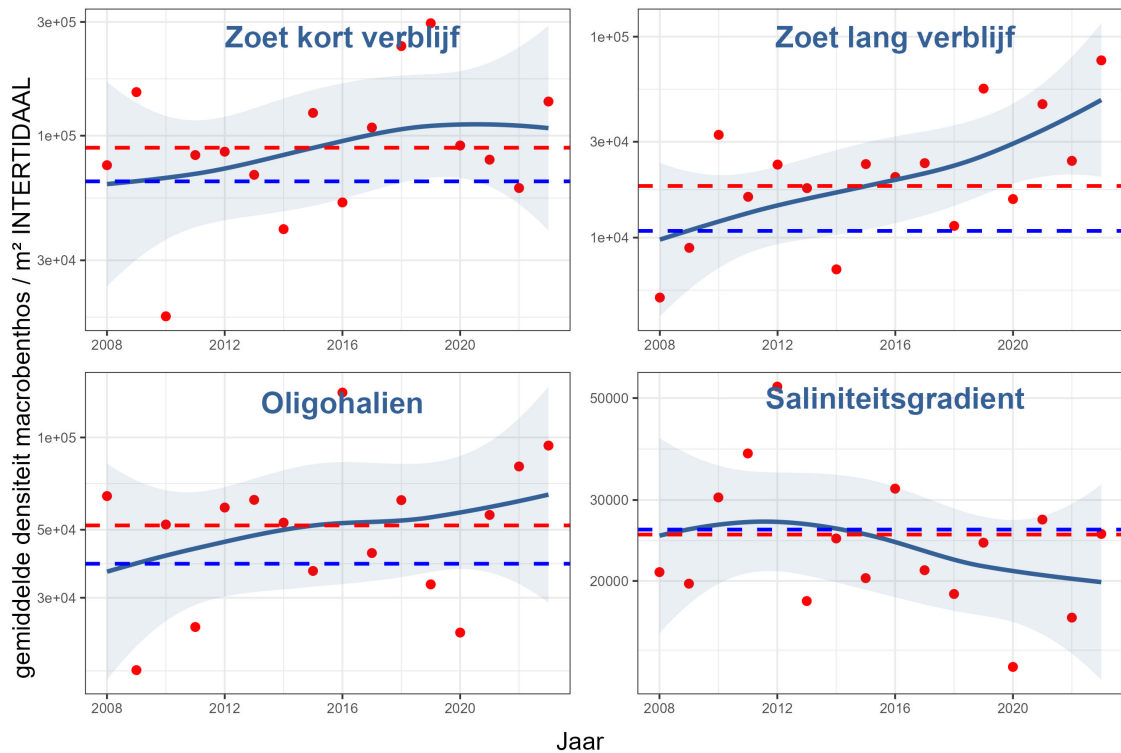 gemiddelde densiteit macrobenthos / m² INTERTIDAAL
Zoet kort verblijf
3e+05
1e+05
3e+04
2008 2012 2016 2020
Zoet lang verblijf
1e+05
3e+04
1e+04
2008 2012 2016 2020
Oligohalien
1e+05
5e+04
3e+04
2008 2012 2016 2020
Saliniteitsgradient
50000
30000
20000
2008 2012 2016 2020
Jaar